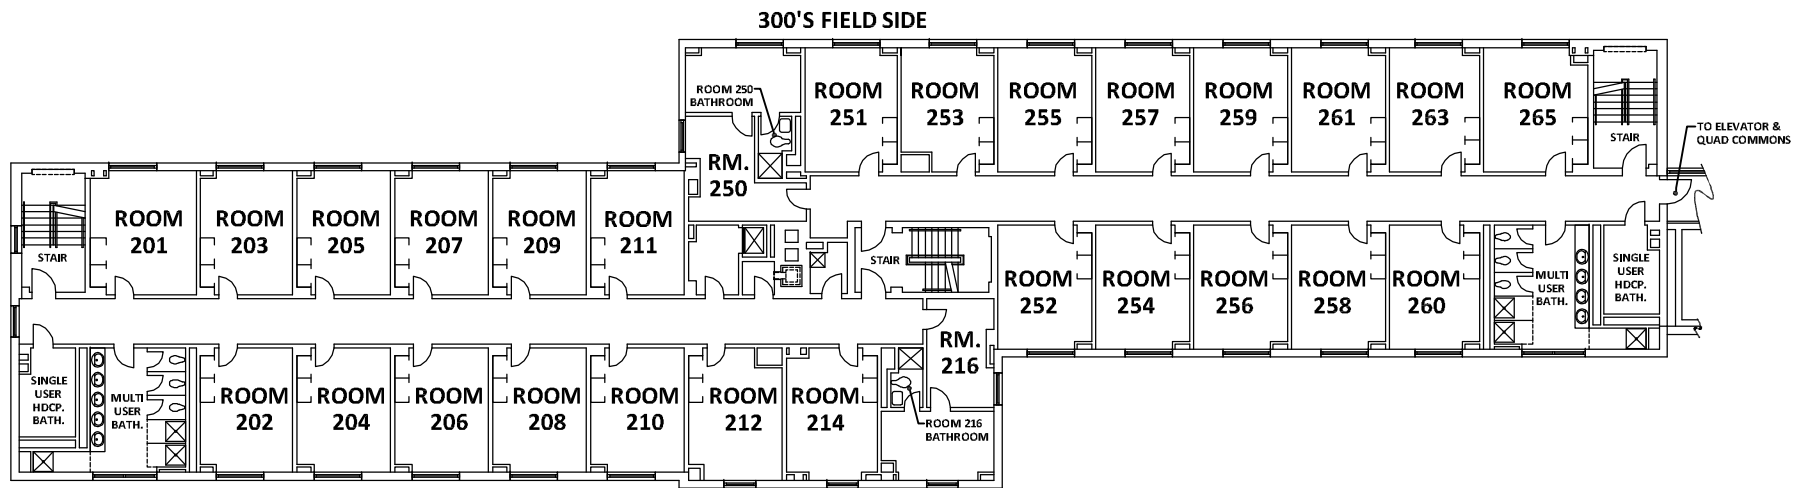 300'S FIELD SIDE
ROOM 250
BATHROOM
ROOM
251
ROOM
253
ROOM
255
ROOM
257
ROOM
259
ROOM
261
ROOM
263
ROOM
265
STAIR
TO ELEVATOR &
QUAD COMMONS
RM.
250
STAIR
ROOM
201
ROOM
203
ROOM
205
ROOM
207
ROOM
209
ROOM
211
STAIR
ROOM
252
ROOM
254
ROOM
256
ROOM
258
ROOM
260
MULTI
USER
BATH.
SINGLE
USER
HDCP.
BATH.
RM.
216
SINGLE
USER
HDCP.
BATH.
MULTI
USER
BATH.
ROOM
202
ROOM
204
ROOM
206
ROOM
208
ROOM
210
ROOM
212
ROOM
214
ROOM 216
BATHROOM